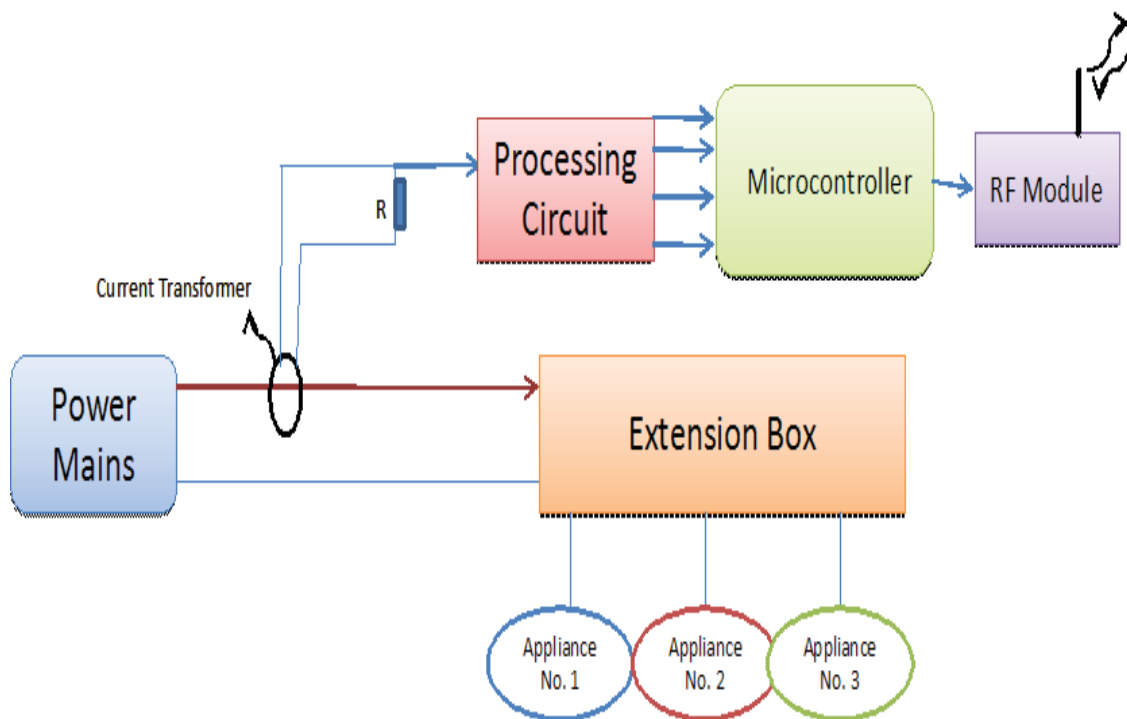 Processing
Circuit
Microcontroller
RF Module
R
Current Transformer
Power
Mains
Extension Box
Appliance
No. 1
Appliance
No. 2
Appliance
No. 3